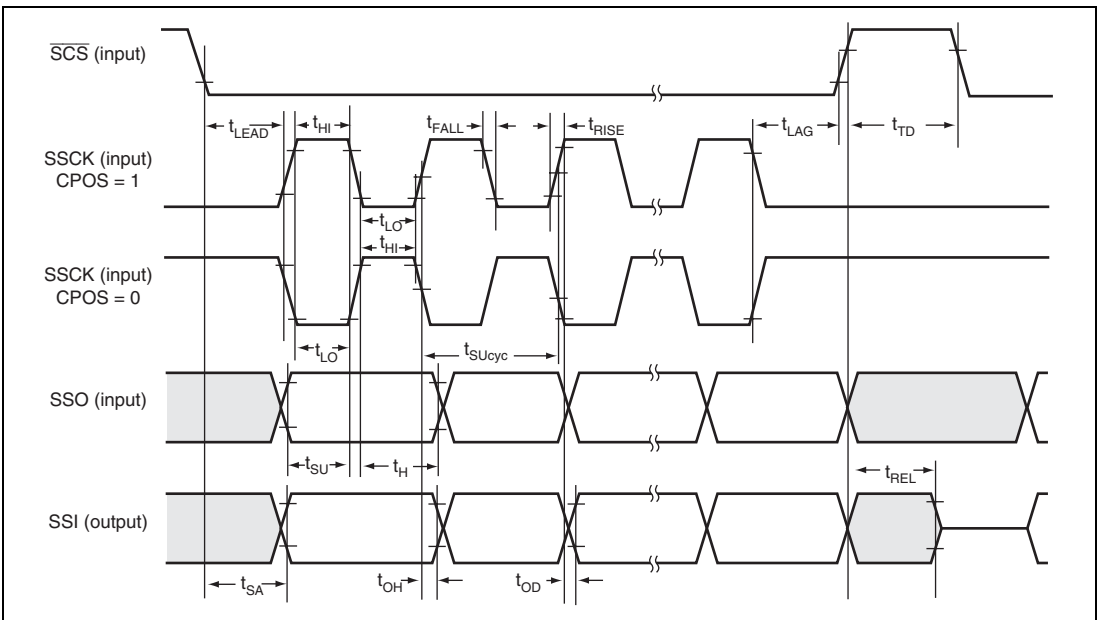 SCS (input)
tLEAD
tHI
tFALL
tRISE
tLAG
tTD
SSCK (input)
CPOS = 1
tLO
tHI
SSCK (input)
CPOS = 0
tLO
tSUcyc
SSO (input)
tSU
tH
tREL
SSI (output)
tSA
tOH
tOD